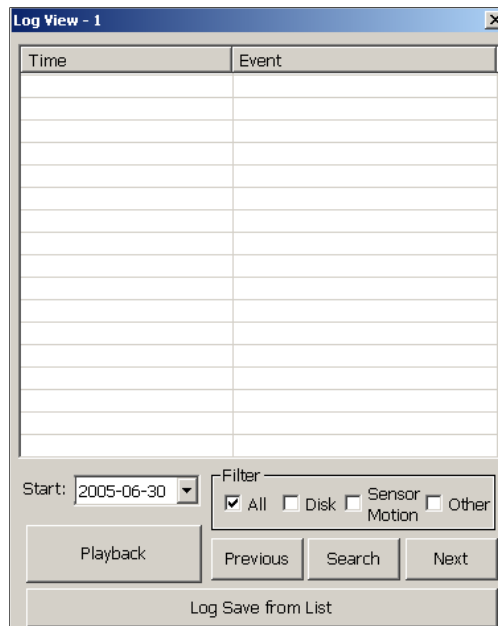 Log View - 1
Time Event
Filter
Start: 2005-06-30
All Disk Sensor Motion Other
Playback
Previous Search Next
Log Save from List